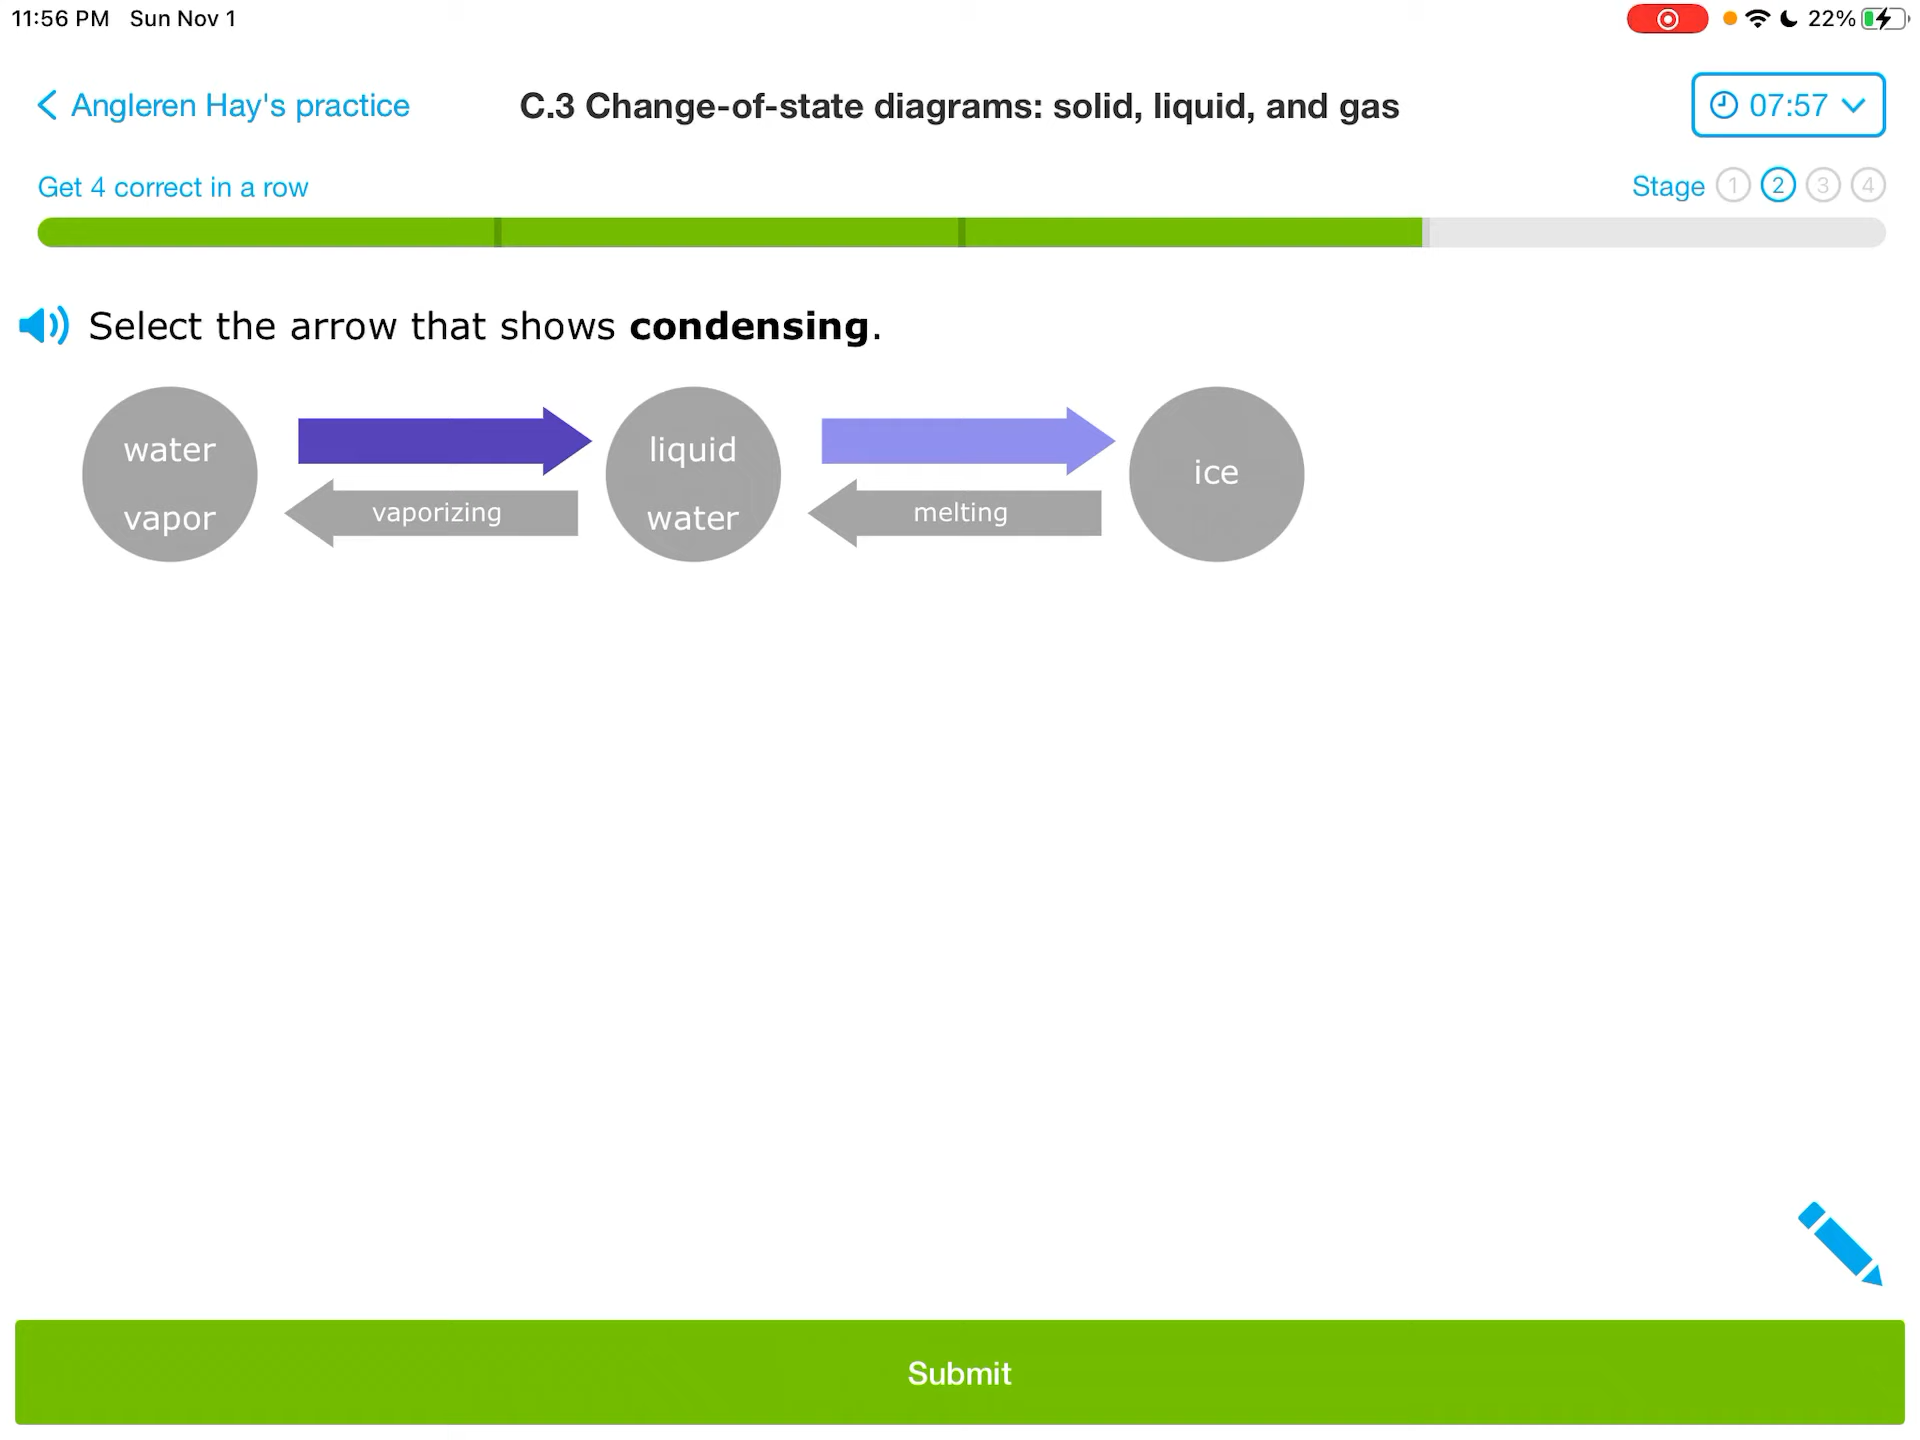 11:56 PM Sun Nov 1
22%
Angleren Hay's practice
C.3 Change-of-state diagrams: solid, liquid, and gas
07:57
Get 4 correct in a row
Stage 1 2 3 4
Select the arrow that shows condensing.
water
vapor
vaporizing
liquid
water
melting
ice
Submit